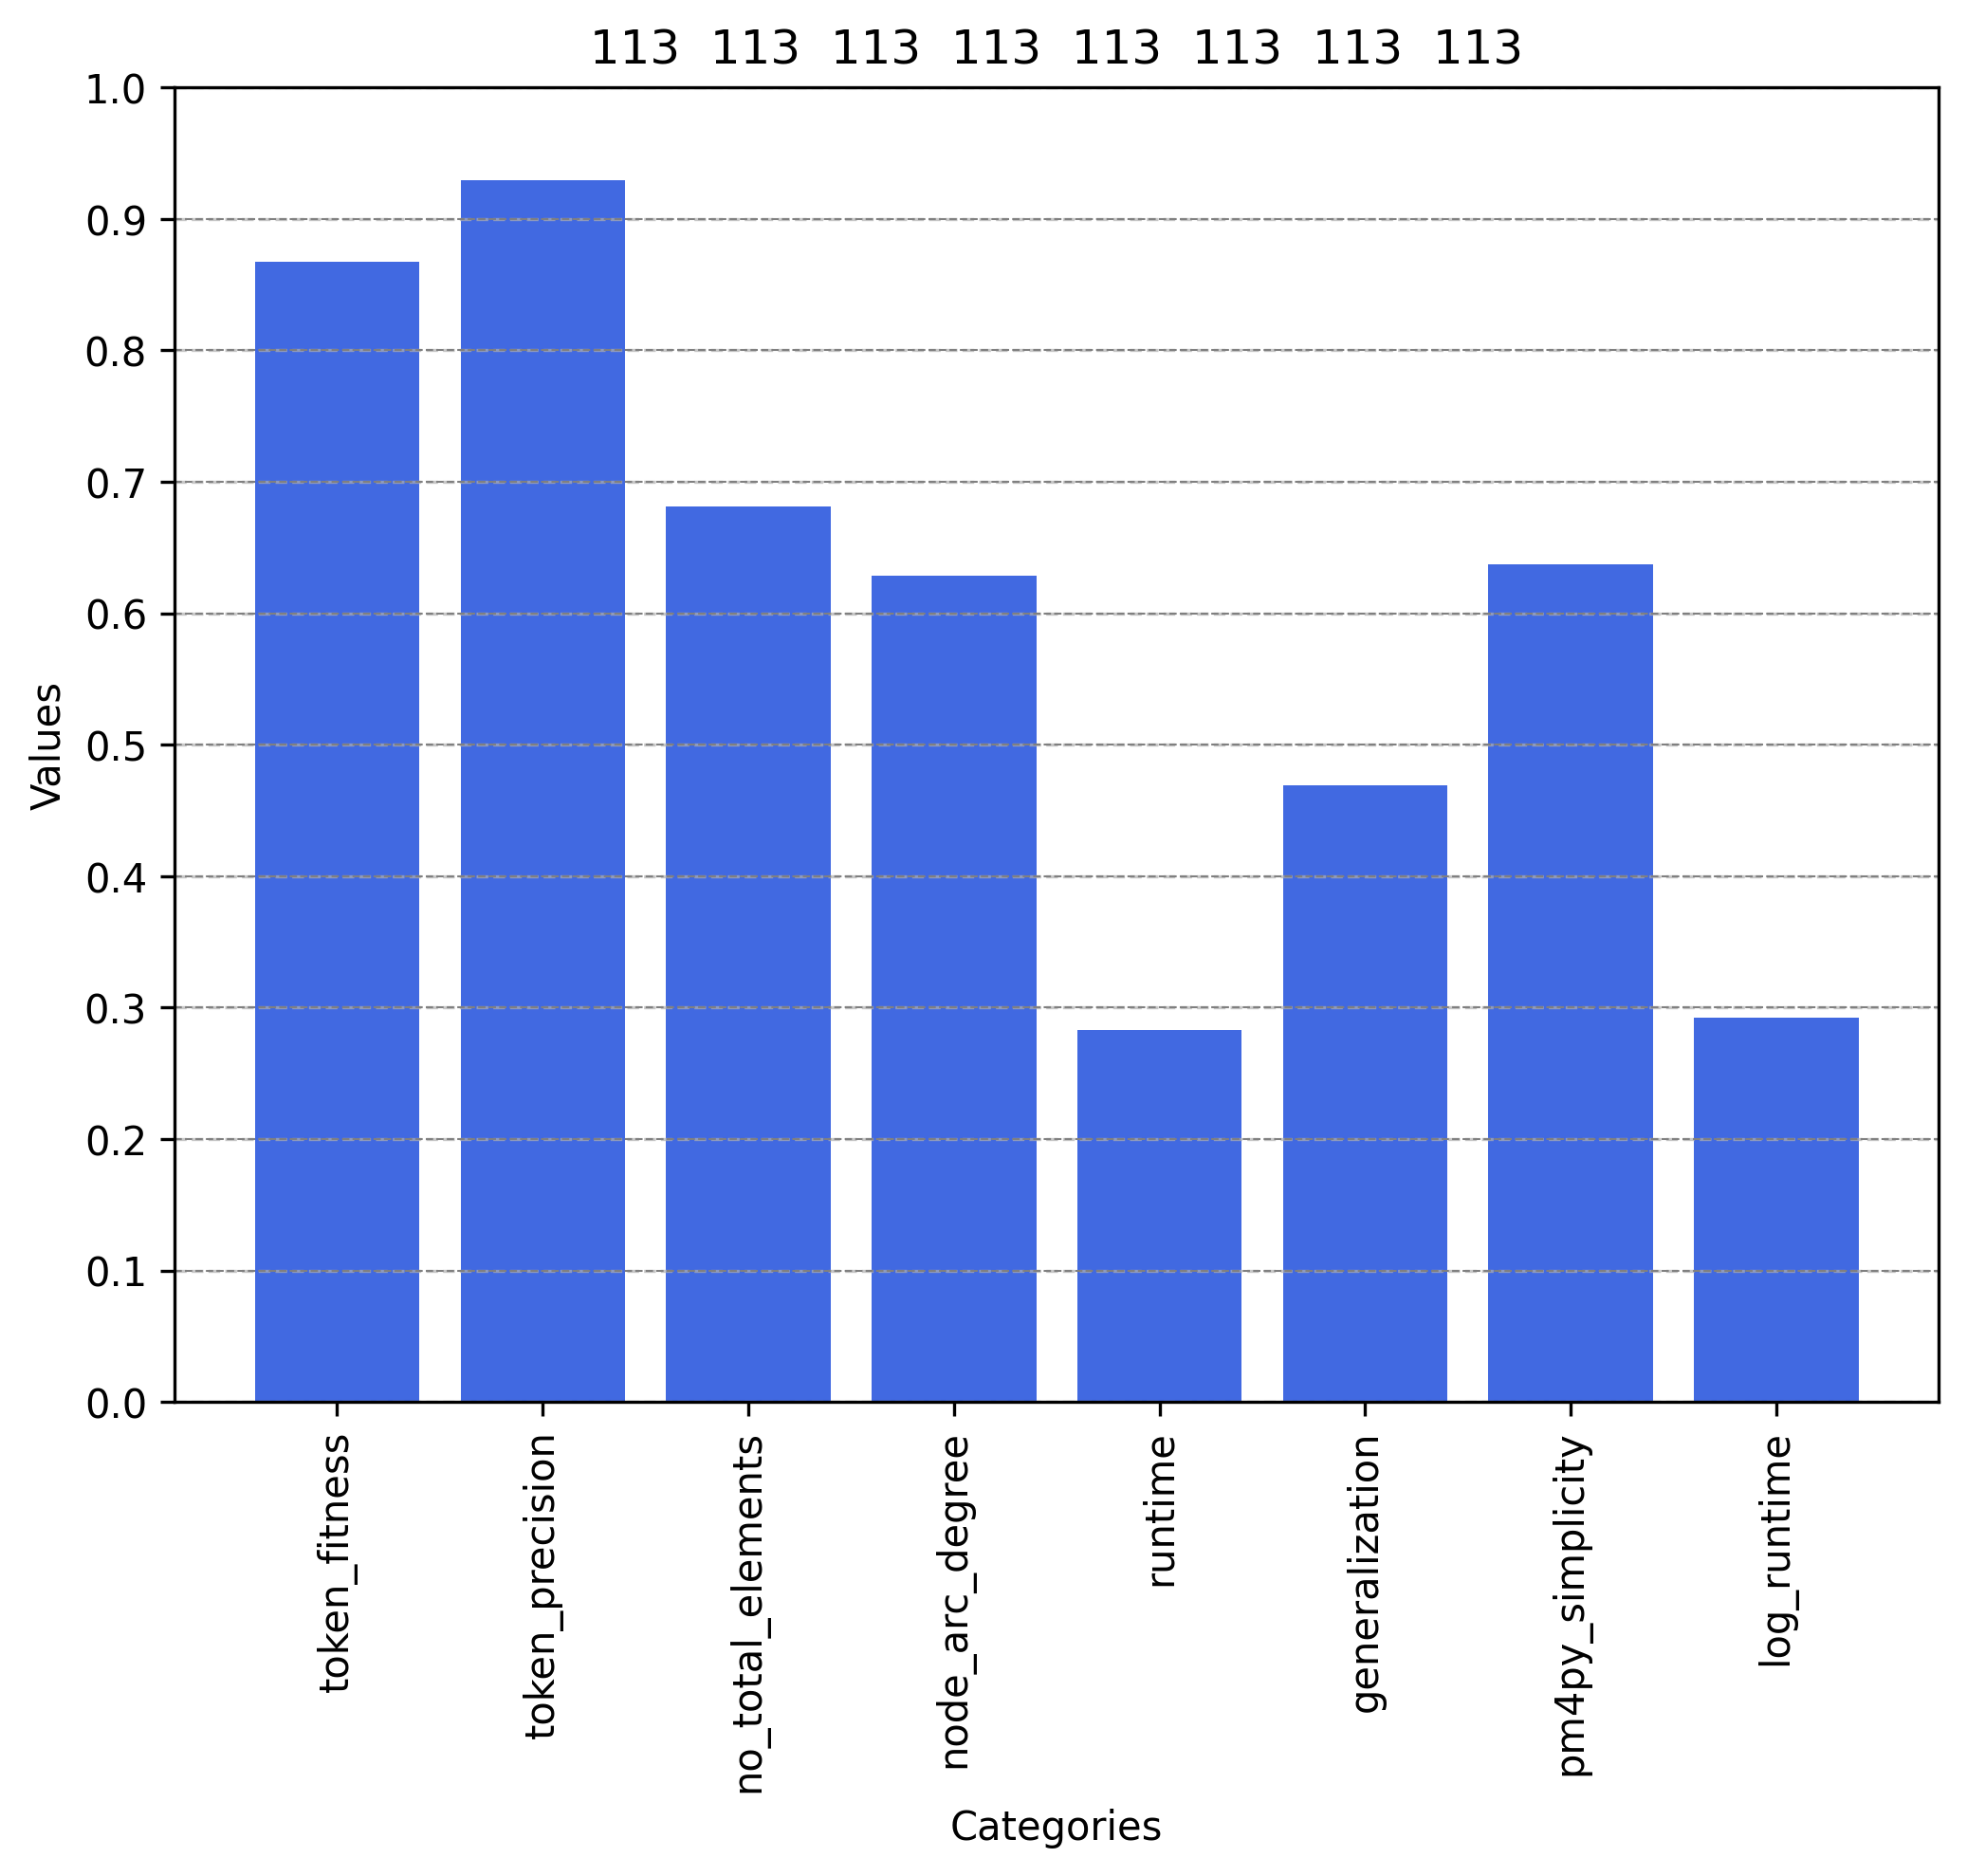 113 113 113 113 113 113 113 113
1.0
0.9
0.8
0.7
0.6
0.5
0.4
0.3
0.2
0.1
0.0
Values
token_fitness
token_precision
no_total_elements
node_arc_degree
runtime
generalization
pm4py_simplicity
log_runtime
Categories